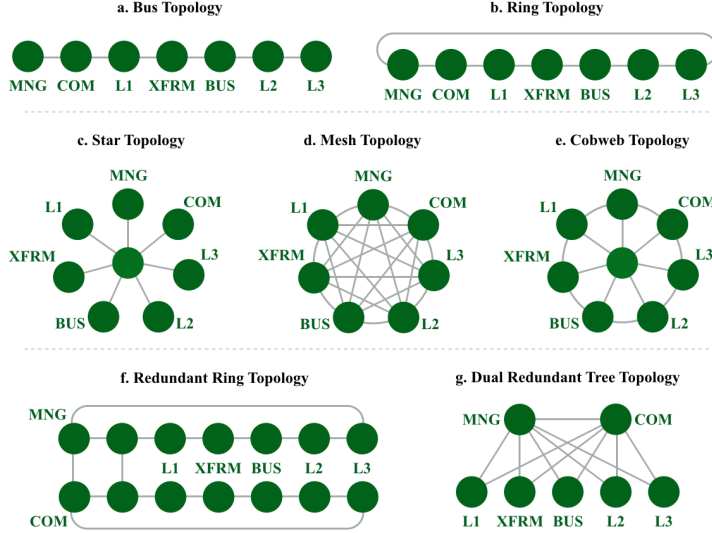 a. Bus Topology
MNG COM L1 XFRM BUS L2 L3
b. Ring Topology
MNG COM L1 XFRM BUS L2 L3
c. Star Topology
MNG
L1 COM
XFRM L3
BUS L2
d. Mesh Topology
MNG
L1 COM
XFRM L3
BUS L2
e. Cobweb Topology
MNG
L1 COM
XFRM L3
BUS L2
f. Redundant Ring Topology
MNG
L1 XFRM BUS L2 L3
COM
g. Dual Redundant Tree Topology
MNG COM
L1 XFRM BUS L2 L3